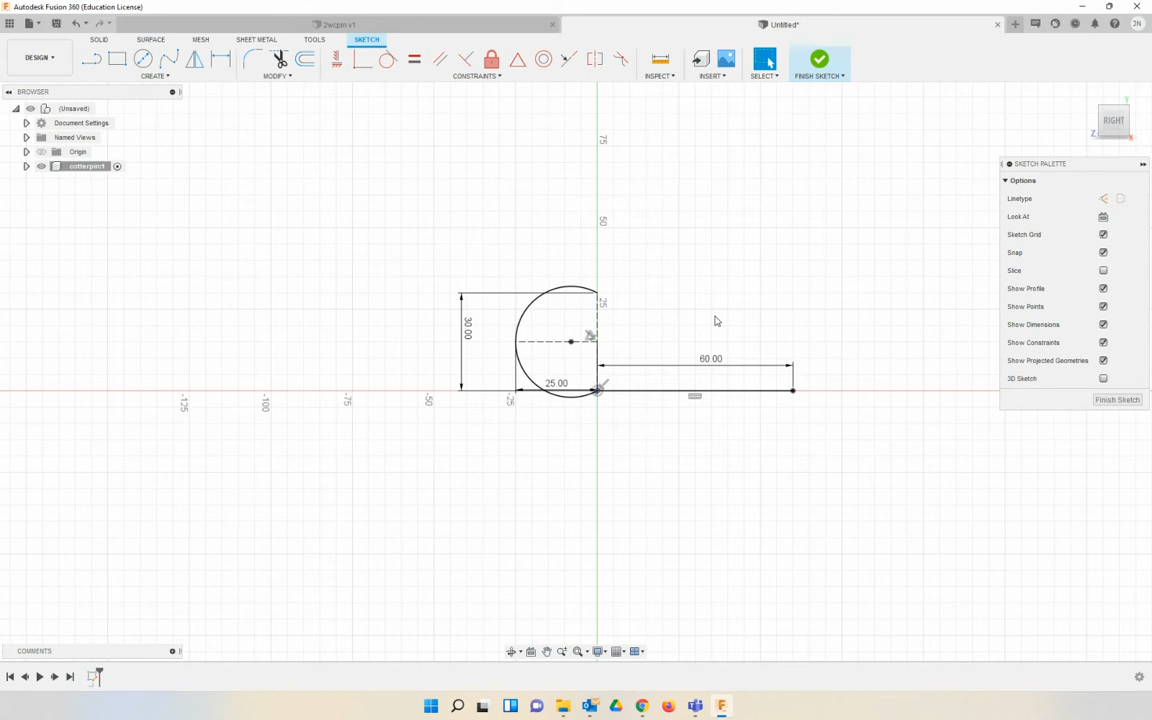 Autodesk Fusion 360 (Education License)
2wcpin v1
Untitled*
JN
DESIGN
SOLID SURFACE MESH SHEET METAL TOOLS SKETCH
CREATE MODIFY CONSTRAINTS INSPECT INSERT SELECT FINISH SKETCH
BROWSER
(Unsaved)
Document Settings
Named Views
Origin
cotterpin1
RIGHT
Y
Z
X
SKETCH PALETTE
Options
Linetype
Look At
Sketch Grid
Snap
Slice
Show Profile
Show Points
Show Dimensions
Show Constraints
Show Projected Geometries
3D Sketch
Finish Sketch
75
50
25
30.00
60.00
25.00
-125
-100
-75
-50
-25
COMMENTS